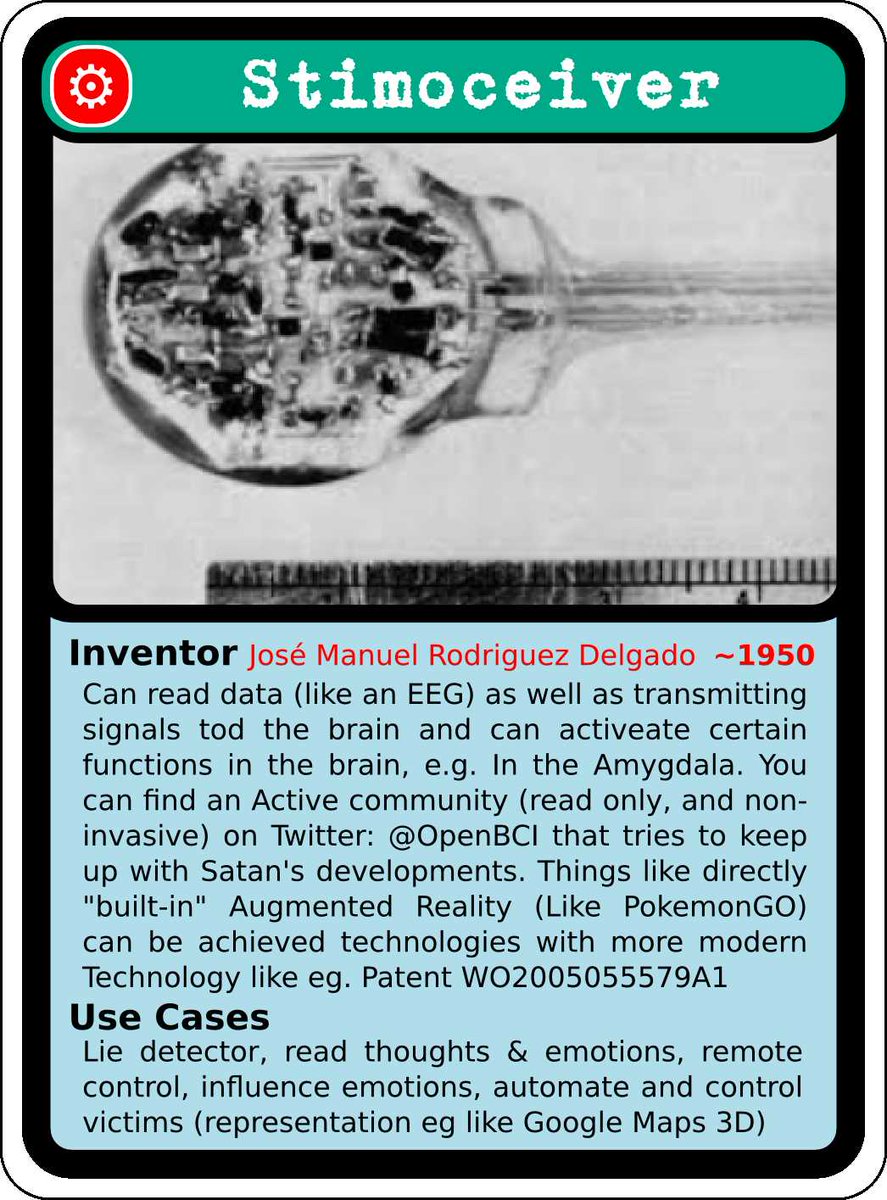 Stimoceiver
Inventor José Manuel Rodriguez Delgado ~1950
Can read data (like an EEG) as well as transmitting
signals tod the brain and can activeate certain
functions in the brain, e.g. In the Amygdala. You
can find an Active community (read only, and non-
invasive) on Twitter: @OpenBCI that tries to keep
up with Satan's developments. Things like directly
"built-in" Augmented Reality (Like PokemonGO)
can be achieved technologies with more modern
Technology like eg. Patent WO2005055579A1
Use Cases
Lie detector, read thoughts & emotions, remote
control, influence emotions, automate and control
victims (representation eg like Google Maps 3D)